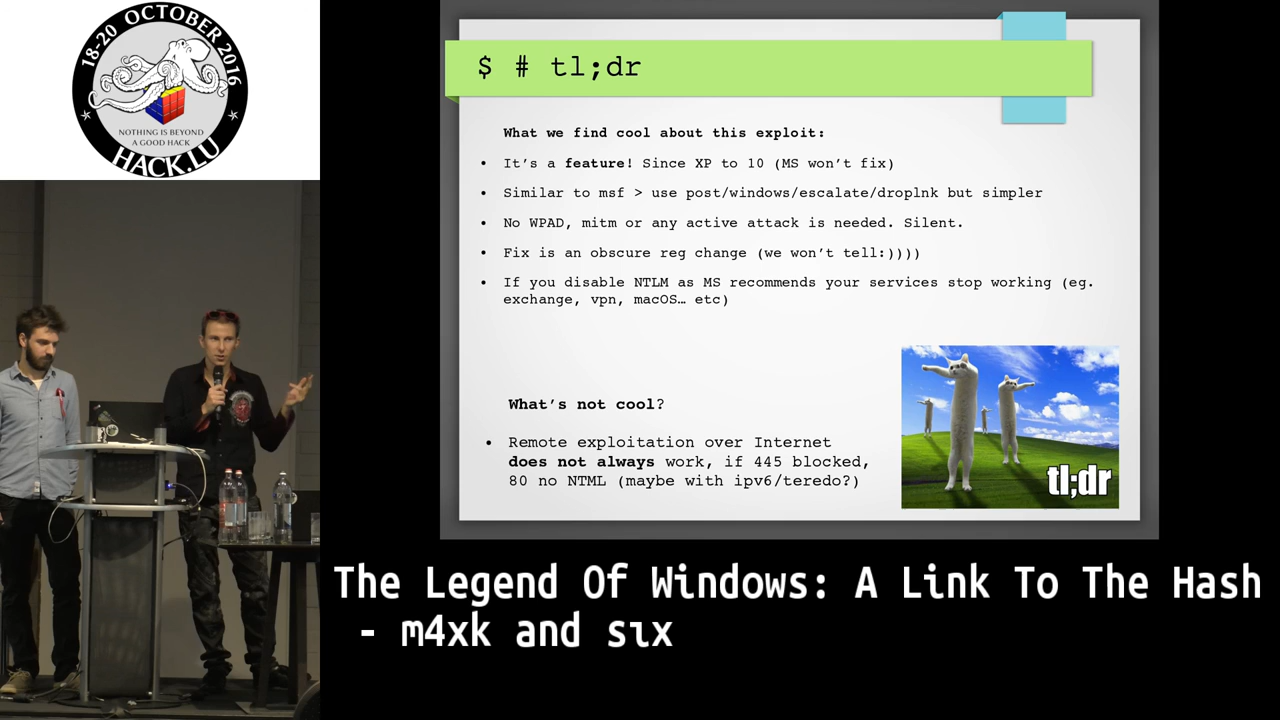 18-20 OCTOBER 2016
NOTHING IS BEYOND
A GOOD HACK
HACK.LU
$ # tl;dr
What we find cool about this exploit:
• It's a feature! Since XP to 10 (MS won't fix)
• Similar to msf > use post/windows/escalate/droplnk but simpler
• No WPAD, mitm or any active attack is needed. Silent.
• Fix is an obscure reg change (we won't tell:))))
• If you disable NTLM as MS recommends your services stop working (eg.
exchange, vpn, macOS… etc)
What's not cool?
• Remote exploitation over Internet
does not always work, if 445 blocked,
80 no NTML (maybe with ipv6/teredo?)
tl;dr
The Legend Of Windows: A Link To The Hash
- m4xk and sıx